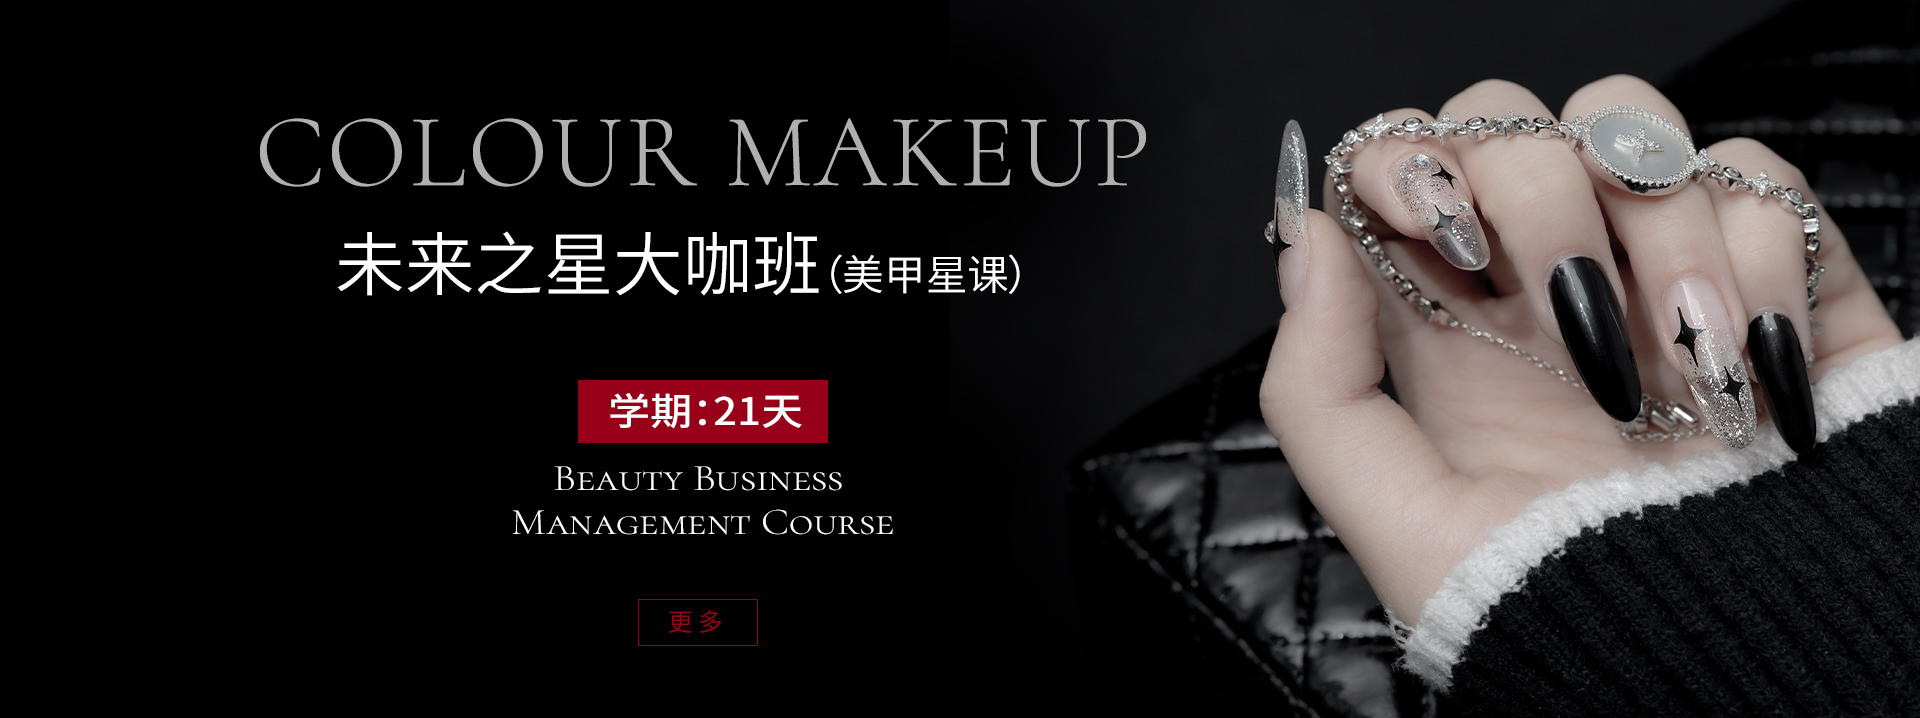 COLOUR MAKEUP
未来之星大咖班（美甲星课）
学期：21天
BEAUTY BUSINESS
MANAGEMENT COURSE
更多